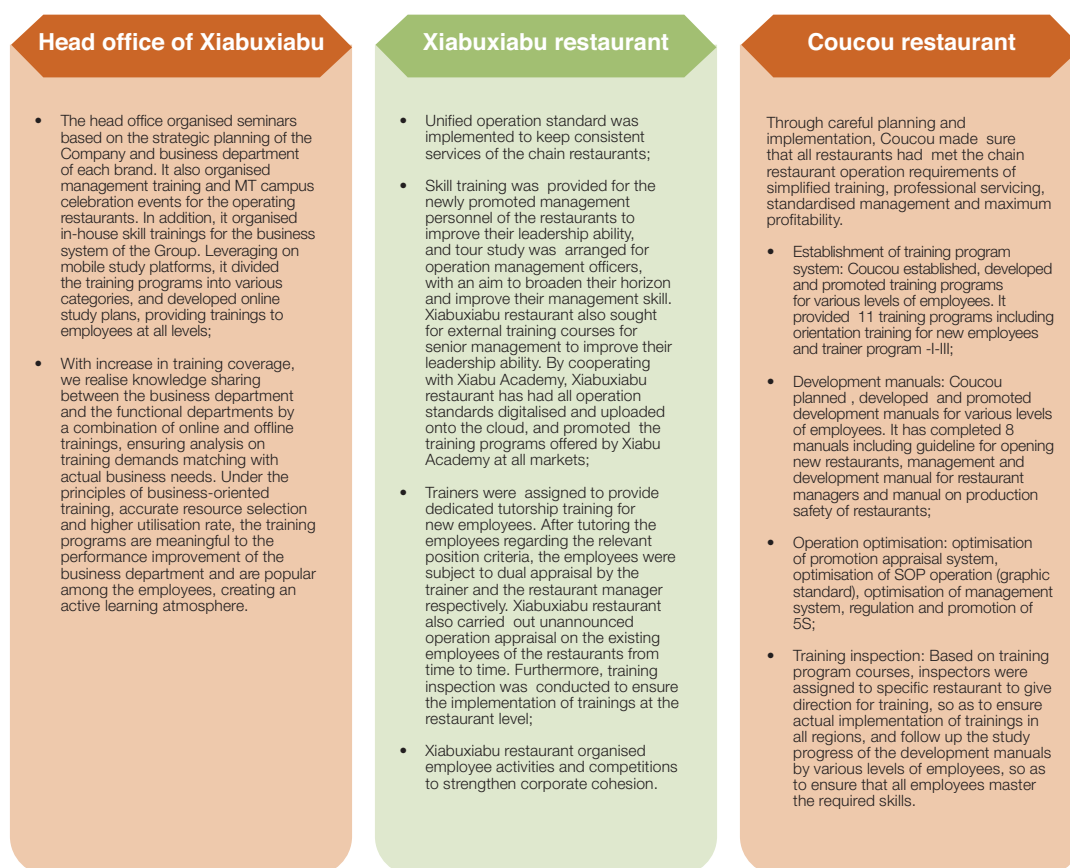 Head office of Xiabuxiabu
• The head office organised seminars
based on the strategic planning of the
Company and business department
of each brand. It also organised
management training and MT campus
celebration events for the operating
restaurants. In addition, it organised
in-house skill trainings for the business
system of the Group. Leveraging on
mobile study platforms, it divided
the training programs into various
categories, and developed online
study plans, providing trainings to
employees at all levels;
• With increase in training coverage,
we realise knowledge sharing
between the business department
and the functional departments by
a combination of online and offline
trainings, ensuring analysis on
training demands matching with
actual business needs. Under the
principles of business-oriented
training, accurate resource selection
and higher utilisation rate, the training
programs are meaningful to the
performance improvement of the
business department and are popular
among the employees, creating an
active learning atmosphere.
Xiabuxiabu restaurant
• Unified operation standard was
implemented to keep consistent
services of the chain restaurants;
• Skill training was provided for the
newly promoted management
personnel of the restaurants to
improve their leadership ability,
and tour study was arranged for
operation management officers,
with an aim to broaden their horizon
and improve their management skill.
Xiabuxiabu restaurant also sought
for external training courses for
senior management to improve their
leadership ability. By cooperating
with Xiabu Academy, Xiabuxiabu
restaurant has had all operation
standards digitalised and uploaded
onto the cloud, and promoted the
training programs offered by Xiabu
Academy at all markets;
• Trainers were assigned to provide
dedicated tutorship training for
new employees. After tutoring the
employees regarding the relevant
position criteria, the employees were
subject to dual appraisal by the
trainer and the restaurant manager
respectively. Xiabuxiabu restaurant
also carried out unannounced
operation appraisal on the existing
employees of the restaurants from
time to time. Furthermore, training
inspection was conducted to ensure
the implementation of trainings at the
restaurant level;
• Xiabuxiabu restaurant organised
employee activities and competitions
to strengthen corporate cohesion.
Coucou restaurant
Through careful planning and
implementation, Coucou made sure
that all restaurants had met the chain
restaurant operation requirements of
simplified training, professional servicing,
standardised management and maximum
profitability.
• Establishment of training program
system: Coucou established, developed
and promoted training programs
for various levels of employees. It
provided 11 training programs including
orientation training for new employees
and trainer program -I-III;
• Development manuals: Coucou
planned , developed and promoted
development manuals for various levels
of employees. It has completed 8
manuals including guideline for opening
new restaurants, management and
development manual for restaurant
managers and manual on production
safety of restaurants;
• Operation optimisation: optimisation
of promotion appraisal system,
optimisation of SOP operation (graphic
standard), optimisation of management
system, regulation and promotion of
5S;
• Training inspection: Based on training
program courses, inspectors were
assigned to specific restaurant to give
direction for training, so as to ensure
actual implementation of trainings in
all regions, and follow up the study
progress of the development manuals
by various levels of employees, so as
to ensure that all employees master
the required skills.